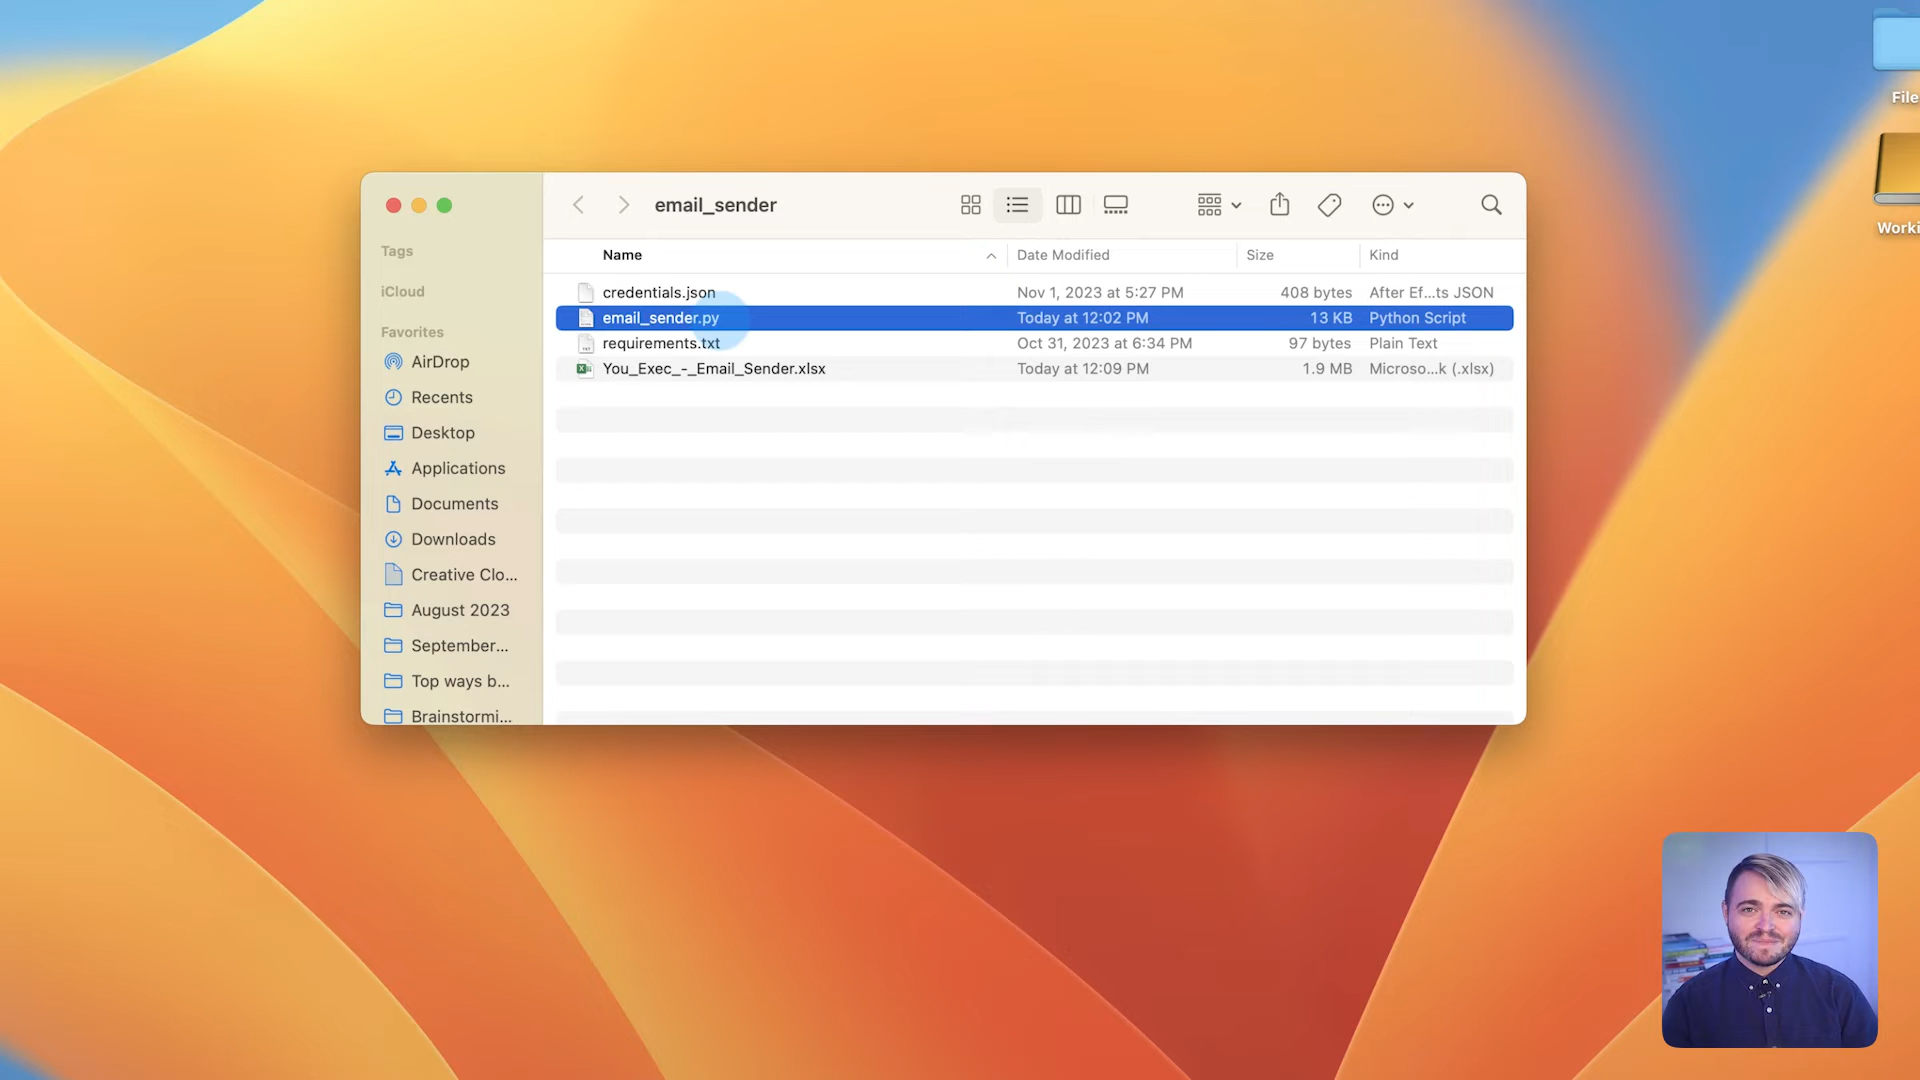 File
Worki
email_sender
Tags
iCloud
Favorites
AirDrop
Recents
Desktop
Applications
Documents
Downloads
Creative Clo...
August 2023
September...
Top ways b...
Brainstormi...
Name Date Modified Size Kind
credentials.json Nov 1, 2023 at 5:27 PM 408 bytes After Ef...ts JSON
email_sender.py Today at 12:02 PM 13 KB Python Script
requirements.txt Oct 31, 2023 at 6:34 PM 97 bytes Plain Text
You_Exec_-_Email_Sender.xlsx Today at 12:09 PM 1.9 MB Microso...k (.xlsx)